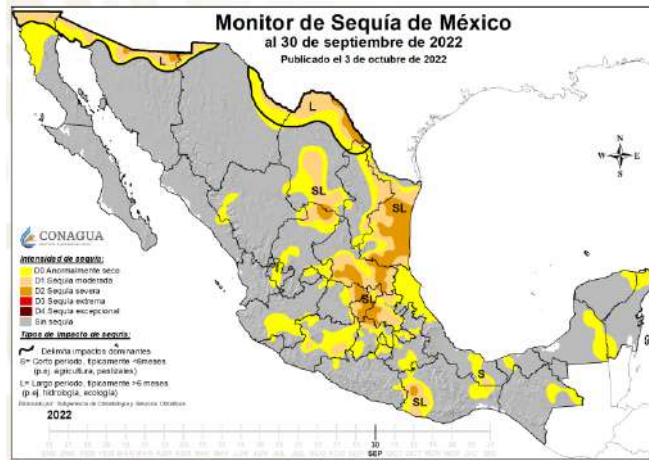 Monitor de Sequía de México
al 30 de septiembre de 2022
Publicado el 3 de octubre de 2022
L
L
N
W E
S
SL
SL
CONAGUA
Intensidad de sequía:
D0 Anormalmente seco
D1 Sequía moderada
D2 Sequía severa
D3 Sequía extrema
D4 Sequía excepcional
Sin sequía
SL
Tipos de impacto de sequía:
Delimita impactos dominantes
S= Corto periodo, típicamente <6meses
(p.ej. agricultura, pastizales)
S
L= Largo periodo, típicamente >6 meses
(p.ej. hidrología, ecología)
SL
2022
30
SEP